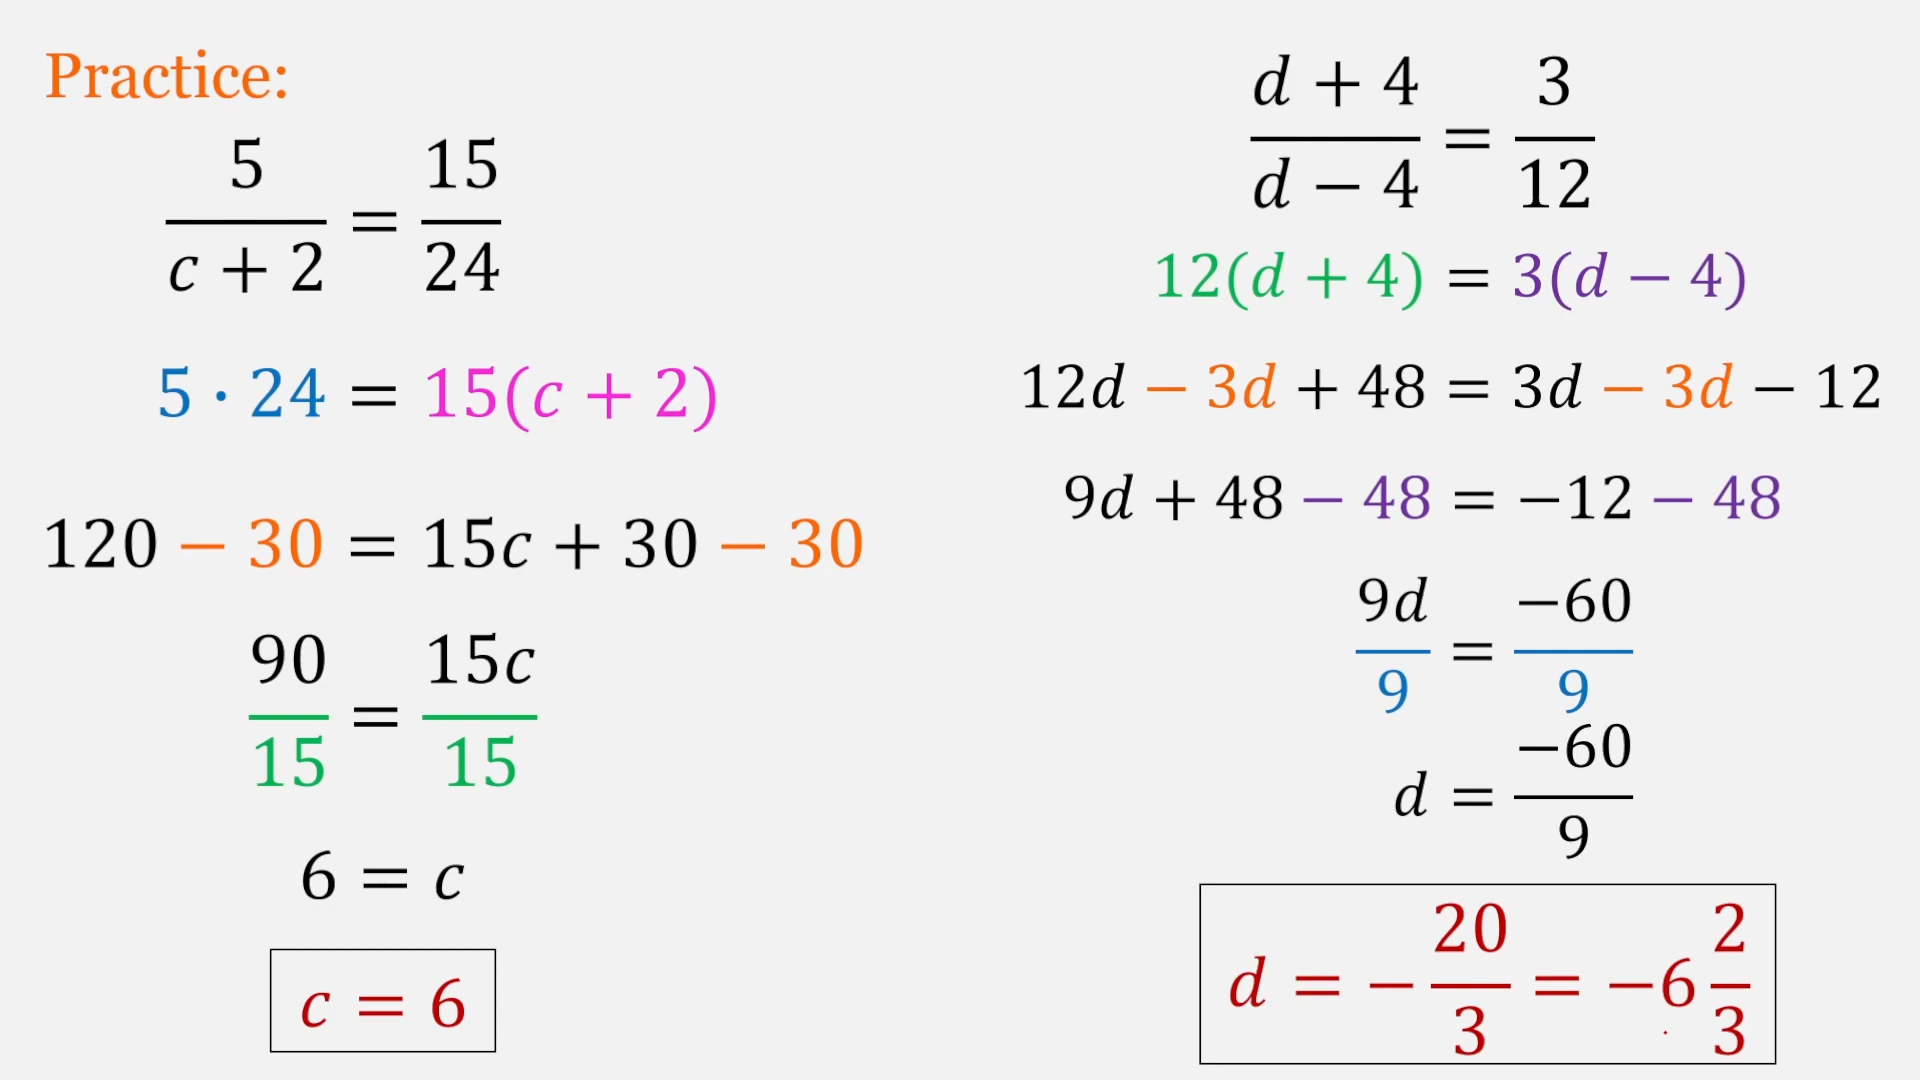 Practice:
5/(c + 2) = 15/24
5 · 24 = 15(c + 2)
120 − 30 = 15c + 30 − 30
90/15 = 15c/15
6 = c
c = 6
(d + 4)/(d − 4) = 3/12
12(d + 4) = 3(d − 4)
12d − 3d + 48 = 3d − 3d − 12
9d + 48 − 48 = −12 − 48
9d/9 = −60/9
d = −60/9
d = −20/3 = −6 2/3